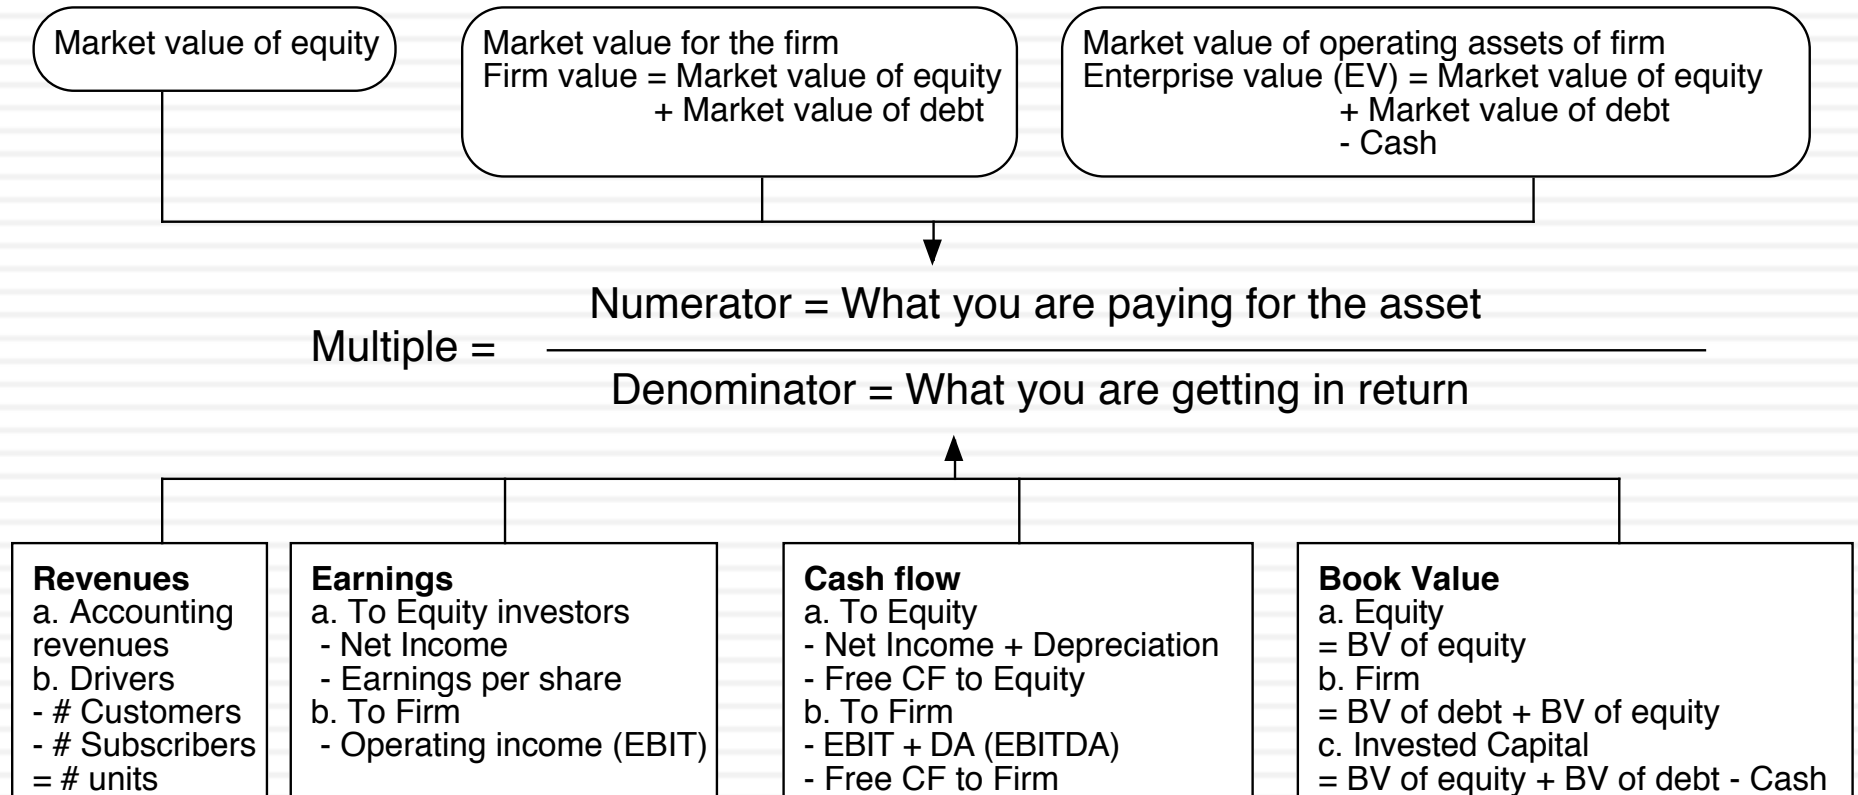 Market value of equity
Market value for the firm
Firm value = Market value of equity
+ Market value of debt
Market value of operating assets of firm
Enterprise value (EV) = Market value of equity
+ Market value of debt
- Cash
Numerator = What you are paying for the asset
Multiple =
Denominator = What you are getting in return
Revenues
a. Accounting
revenues
b. Drivers
- # Customers
- # Subscribers
= # units
Earnings
a. To Equity investors
- Net Income
- Earnings per share
b. To Firm
- Operating income (EBIT)
Cash flow
a. To Equity
- Net Income + Depreciation
- Free CF to Equity
b. To Firm
- EBIT + DA (EBITDA)
- Free CF to Firm
Book Value
a. Equity
= BV of equity
b. Firm
= BV of debt + BV of equity
c. Invested Capital
= BV of equity + BV of debt - Cash